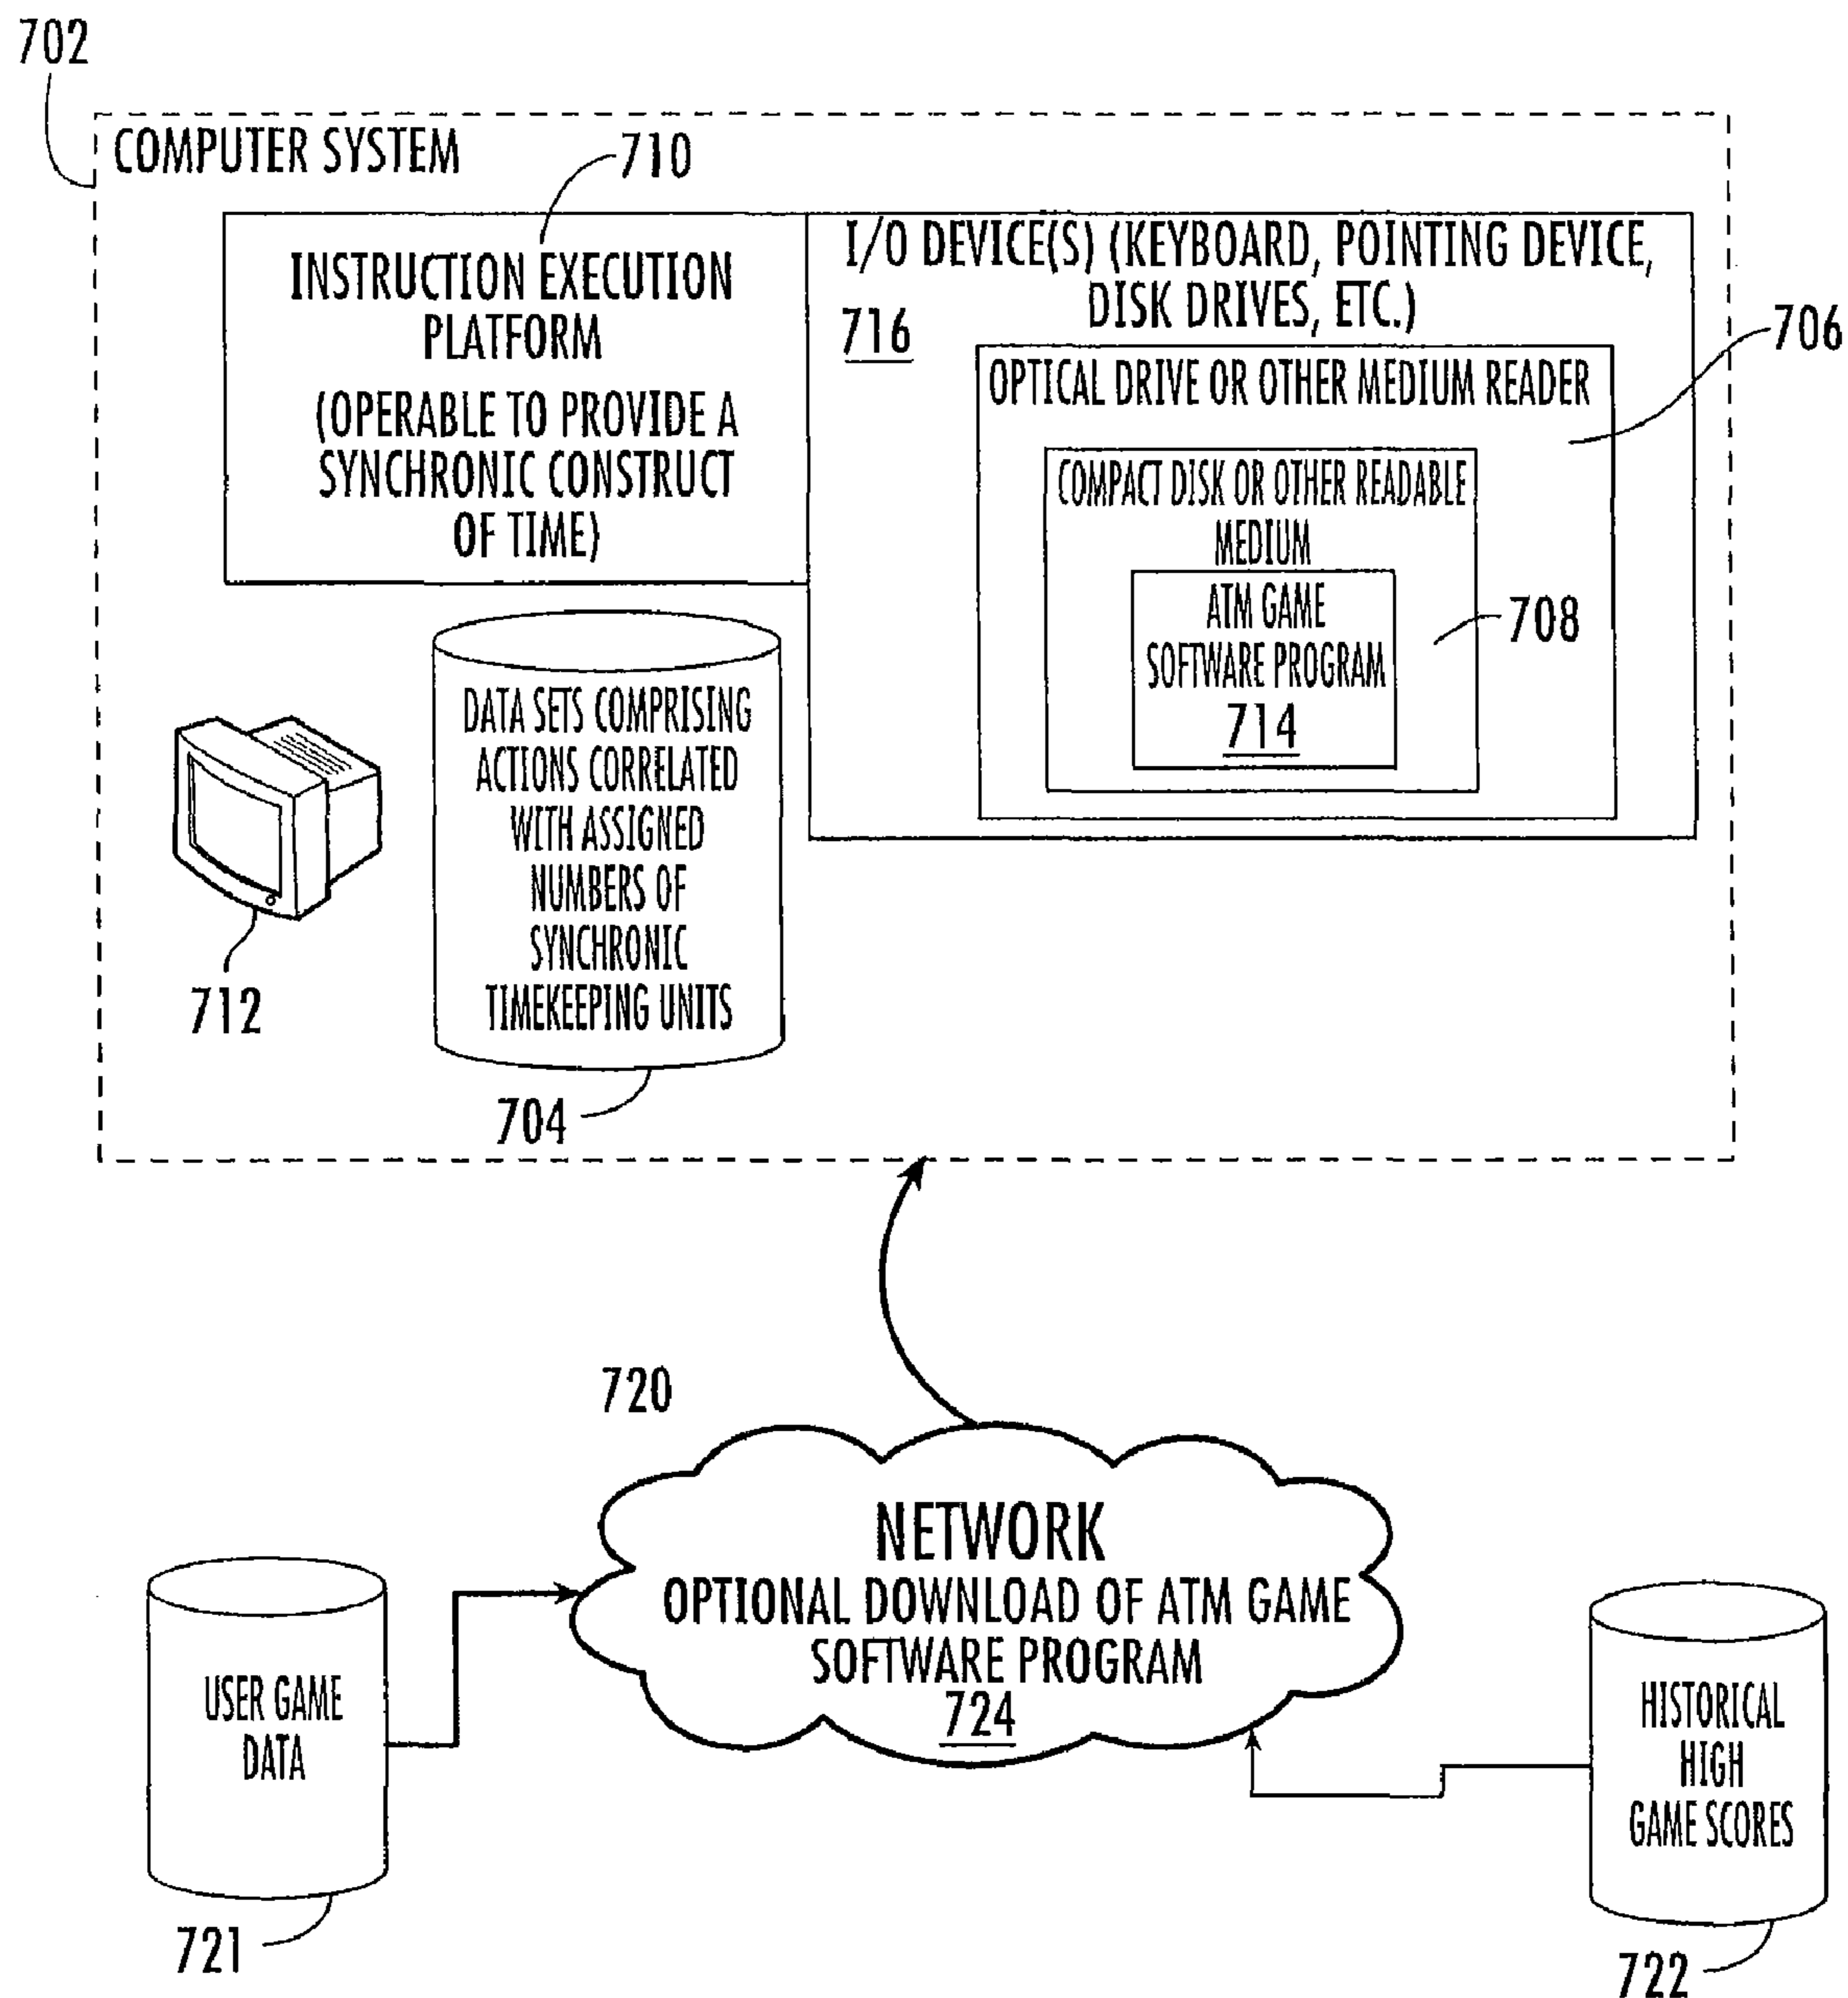 702
COMPUTER SYSTEM
710
INSTRUCTION EXECUTION
PLATFORM
(OPERABLE TO PROVIDE A
SYNCHRONIC CONSTRUCT
OF TIME)
I/O DEVICE(S) (KEYBOARD, POINTING DEVICE,
DISK DRIVES, ETC.)
716
706
OPTICAL DRIVE OR OTHER MEDIUM READER
COMPACT DISK OR OTHER READABLE
MEDIUM
ATM GAME
SOFTWARE PROGRAM
714
708
DATA SETS COMPRISING
ACTIONS CORRELATED
WITH ASSIGNED
NUMBERS OF
SYNCHRONIC
TIMEKEEPING UNITS
712
704
720
NETWORK
OPTIONAL DOWNLOAD OF ATM GAME
SOFTWARE PROGRAM
724
USER GAME
DATA
721
HISTORICAL
HIGH
GAME SCORES
722